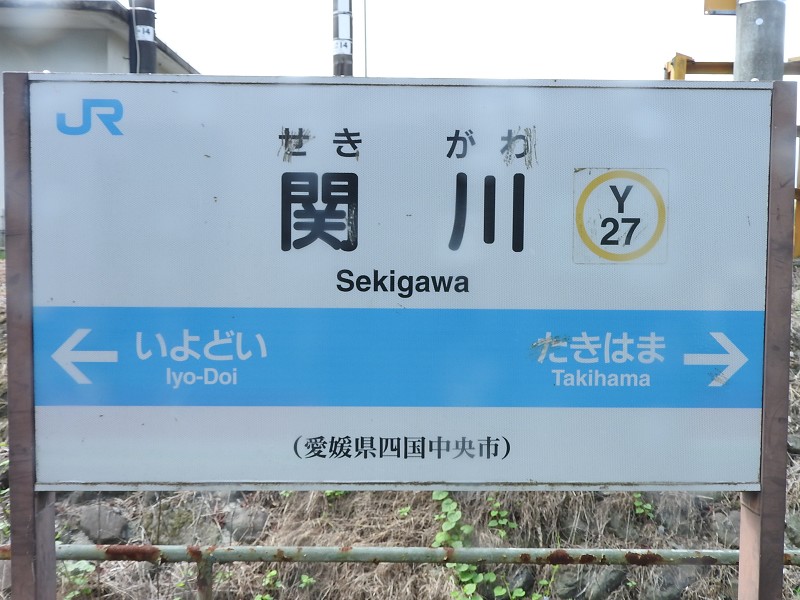 JR
せき がわ
関 川
Y
27
Sekigawa
← いよどい
Iyo-Doi
たきはま →
Takihama
(愛媛県四国中央市)